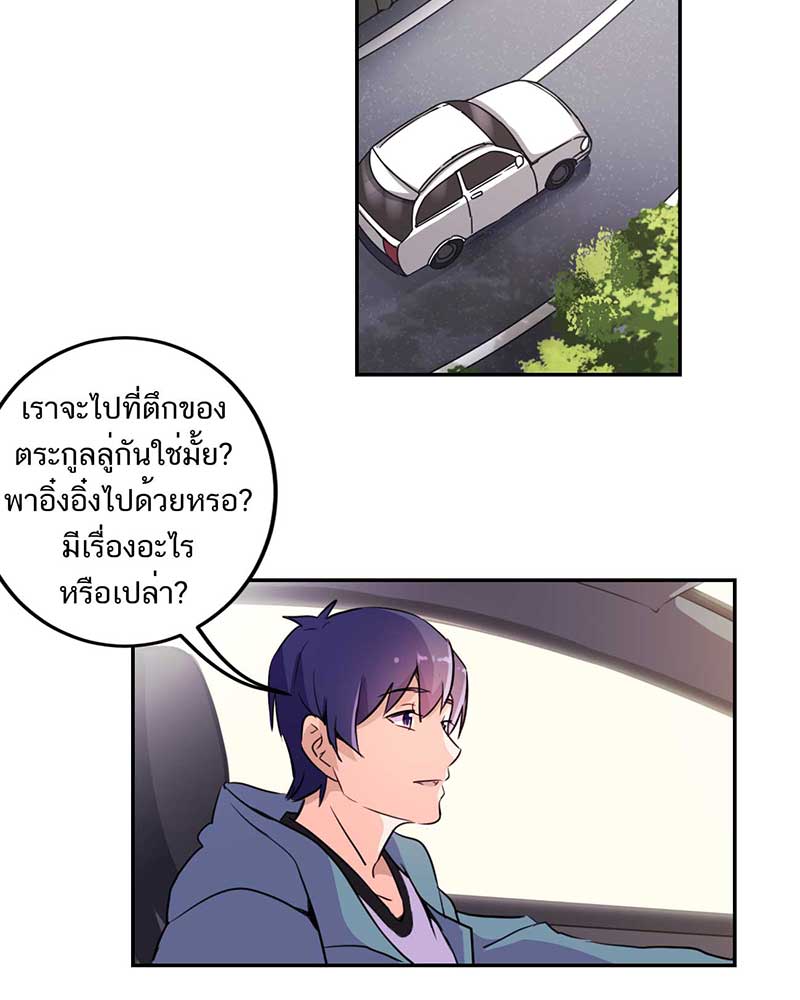 เราจะไปที่ตึกของ
ตระกูลลู่กันใช่มั้ย?
พาอิ๋งอิ๋งไปด้วยหรอ?
มีเรื่องอะไร
หรือเปล่า?